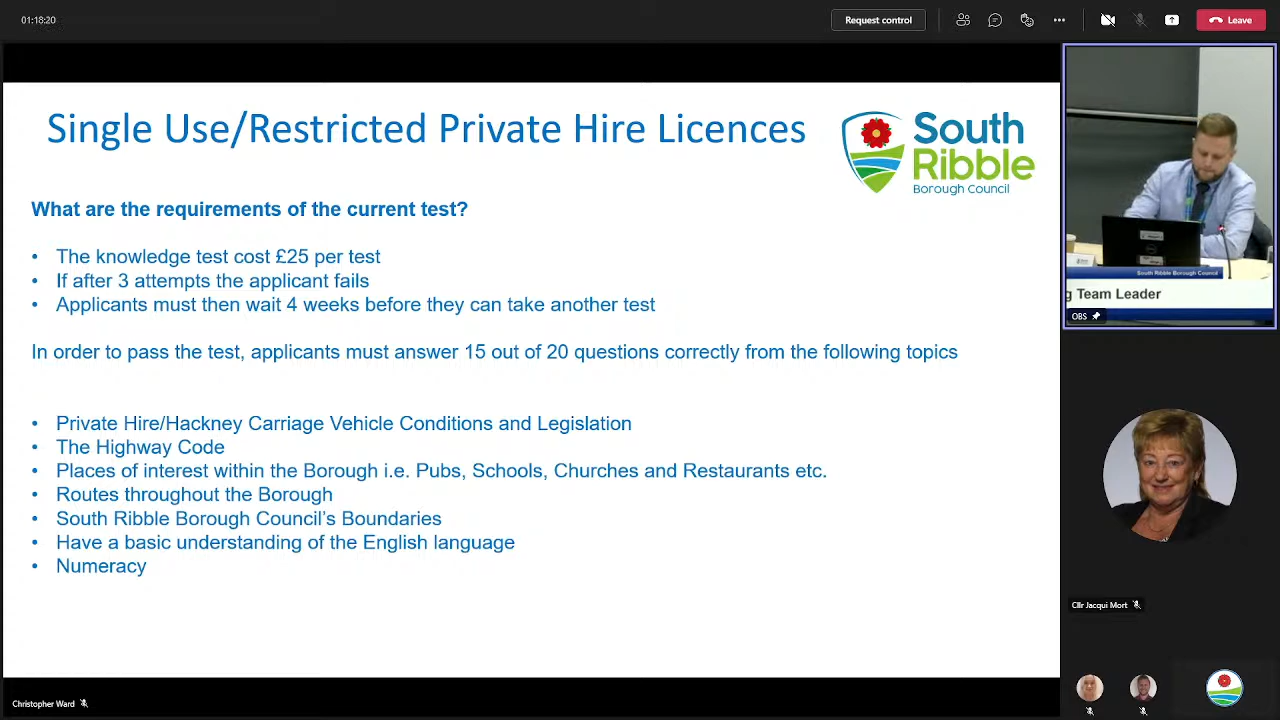 01:18:20
Request control
Leave
Single Use/Restricted Private Hire Licences
South
Ribble
Borough Council
What are the requirements of the current test?
• The knowledge test cost £25 per test
• If after 3 attempts the applicant fails
• Applicants must then wait 4 weeks before they can take another test
In order to pass the test, applicants must answer 15 out of 20 questions correctly from the following topics
• Private Hire/Hackney Carriage Vehicle Conditions and Legislation
• The Highway Code
• Places of interest within the Borough i.e. Pubs, Schools, Churches and Restaurants etc.
• Routes throughout the Borough
• South Ribble Borough Council's Boundaries
• Have a basic understanding of the English language
• Numeracy
South Ribble Borough Council
g Team Leader
OBS
Cllr Jacqui Mort
Christopher Ward